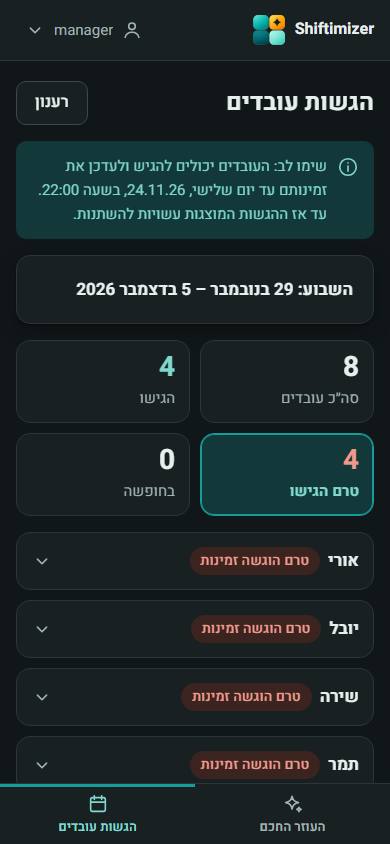 Shiftimizer
manager
הגשות עובדים
רענון
שימו לב: העובדים יכולים להגיש ולעדכן את
זמינותם עד יום שלישי, 24.11.26, בשעה 22:00.
עד אז ההגשות המוצגות עשויות להשתנות.
השבוע: 29 בנובמבר – 5 בדצמבר 2026
8
סה״כ עובדים
4
הגישו
4
טרם הגישו
0
בחופשה
אורי טרם הוגשה זמינות
יובל טרם הוגשה זמינות
שירה טרם הוגשה זמינות
תמר טרם הוגשה זמינות
העוזר החכם
הגשות עובדים